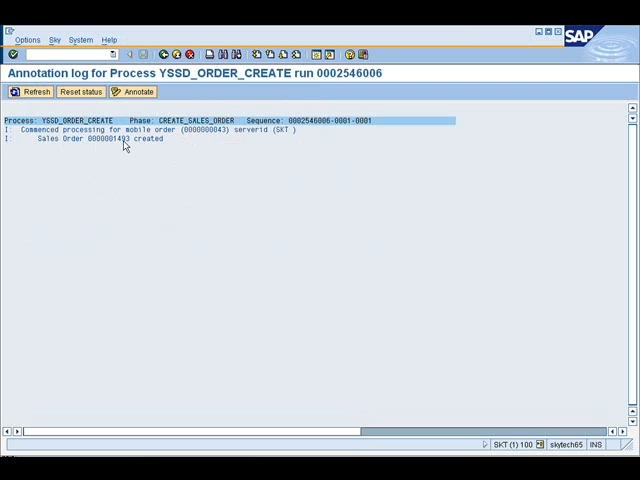 Options Sky System Help
SAP
Annotation log for Process YSSD_ORDER_CREATE run 0002546006
Refresh Reset status Annotate
Process: YSSD_ORDER_CREATE Phase: CREATE_SALES_ORDER Sequence: 0002546006-0001-0001
I: Commenced processing for mobile order (0000000043) serverid (SKT )
I: Sales Order 0000001493 created
SKT (1) 100 skytech65 INS